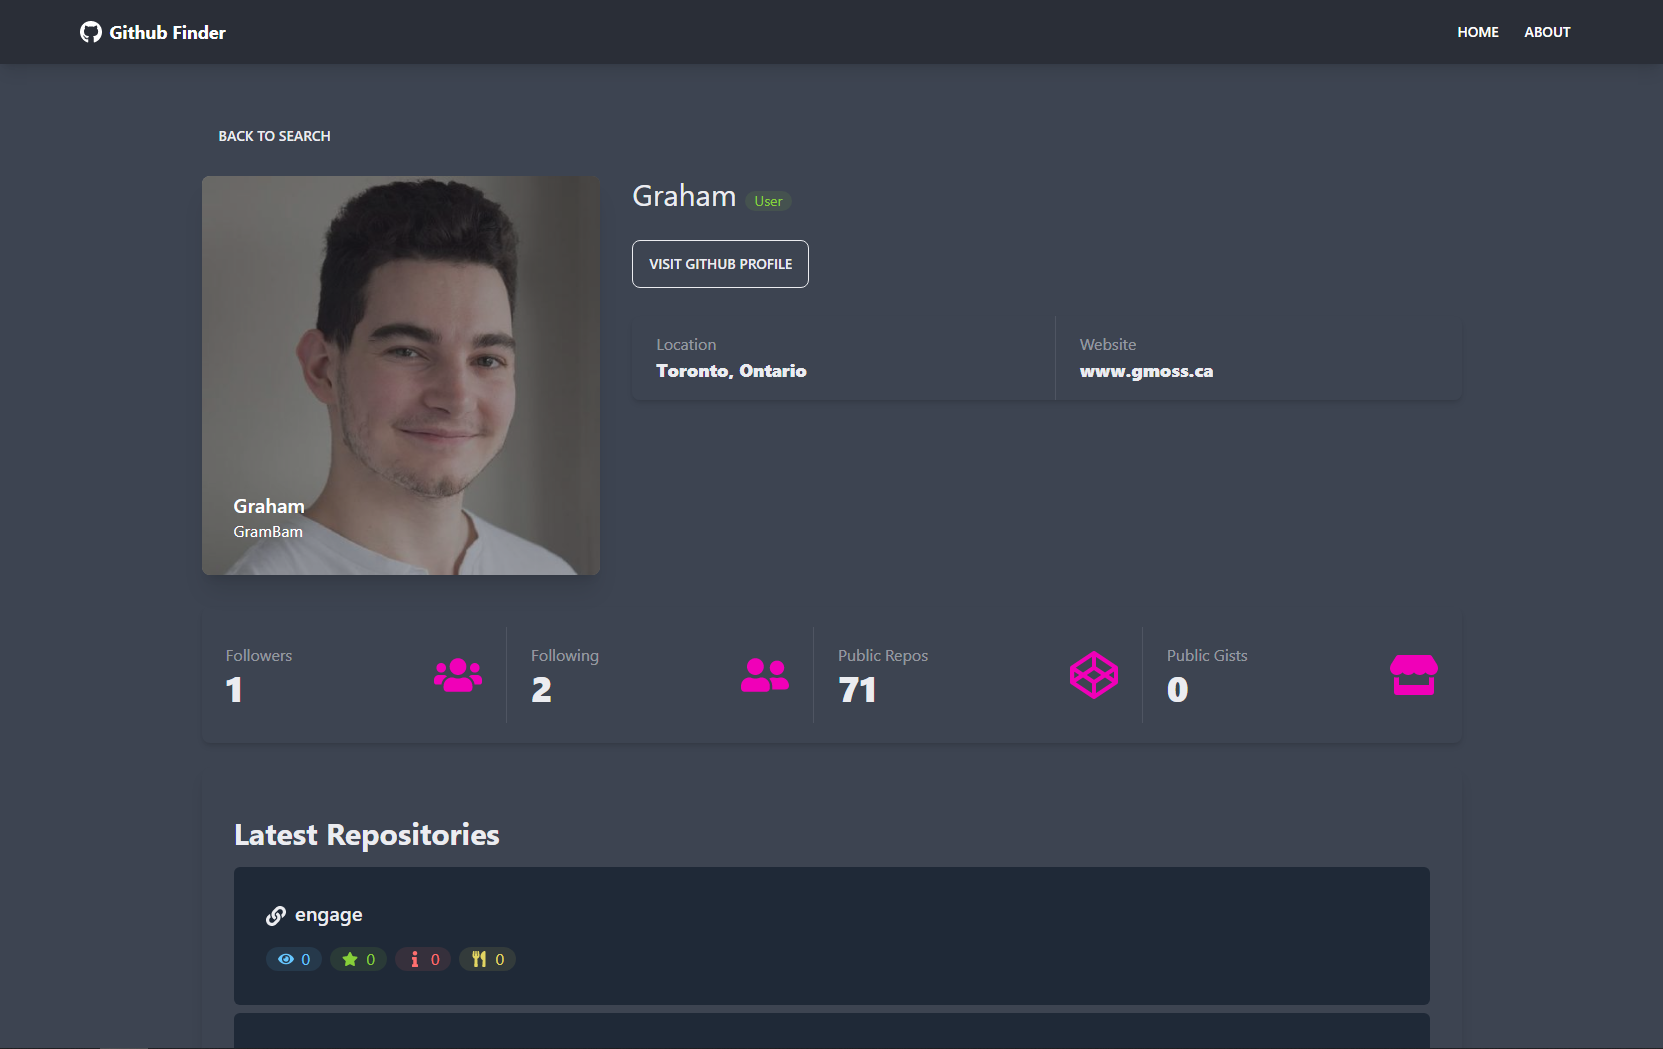 Github Finder
HOME
ABOUT
BACK TO SEARCH
Graham
GramBam
Graham User
VISIT GITHUB PROFILE
Location
Toronto, Ontario
Website
www.gmoss.ca
Followers
1
Following
2
Public Repos
71
Public Gists
0
Latest Repositories
engage
0 0 0 0